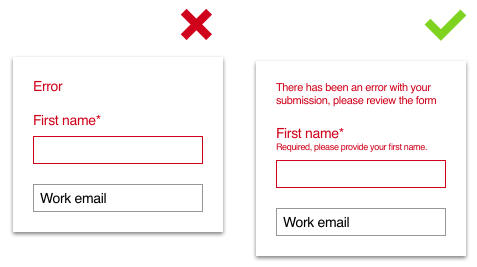 Error
First name*
Work email
There has been an error with your
submission, please review the form
First name*
Required, please provide your first name.
Work email